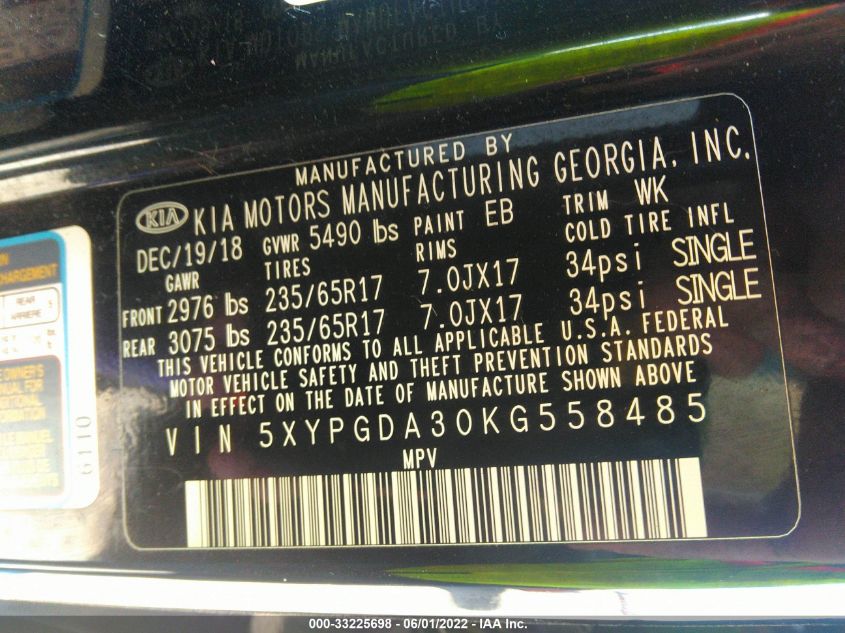 MANUFACTURED BY
KIA KIA MOTORS MANUFACTURING GEORGIA, INC.
DEC/19/18 GVWR 5490 lbs PAINT EB TRIM WK
GAWR TIRES RIMS COLD TIRE INFL
FRONT 2976 lbs 235/65R17 7.0JX17 34psi SINGLE
REAR 3075 lbs 235/65R17 7.0JX17 34psi SINGLE
THIS VEHICLE CONFORMS TO ALL APPLICABLE U.S.A. FEDERAL
MOTOR VEHICLE SAFETY AND THEFT PREVENTION STANDARDS
IN EFFECT ON THE DATE OF MANUFACTURE SHOWN ABOVE
VIN 5XYPGDA30KG558485
MPV
CHARGEMENT
REAR
ARRIERE
OWNER'S
6110
000-33225698 - 06/01/2022 - IAA Inc.